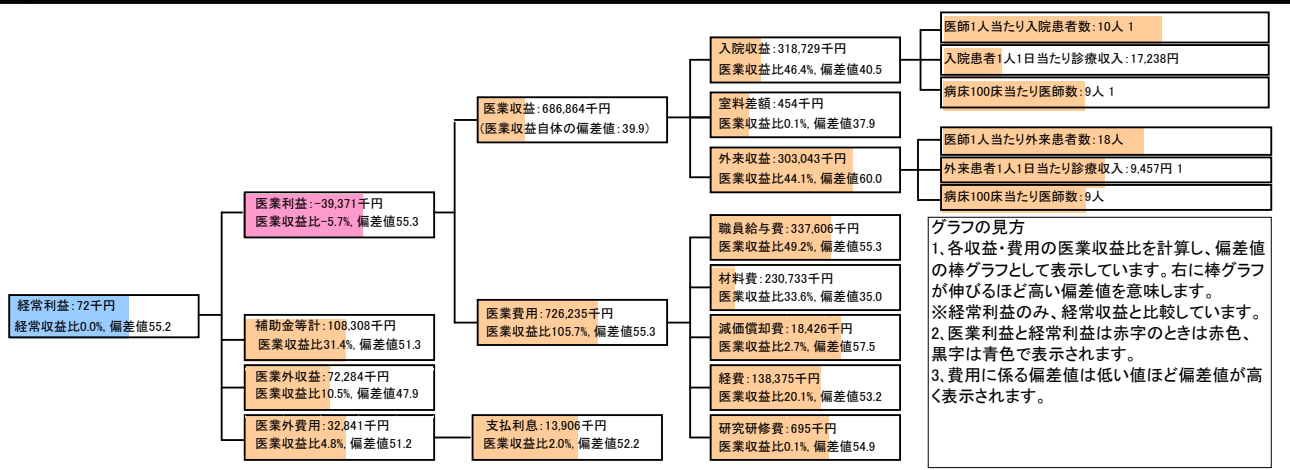 経常利益：72千円
経常収益比0.0%, 偏差値55.2
医業利益：-39,371千円
医業収益比-5.7%, 偏差値55.3
補助金等計：108,308千円
医業収益比31.4%, 偏差値51.3
医業外収益：72,284千円
医業収益比10.5%, 偏差値47.9
医業外費用：32,841千円
医業収益比4.8%, 偏差値51.2
医業収益：686,864千円
(医業収益自体の偏差値：39.9)
医業費用：726,235千円
医業収益比105.7%, 偏差値55.3
支払利息：13,906千円
医業収益比2.0%, 偏差値52.2
入院収益：318,729千円
医業収益比46.4%, 偏差値40.5
室料差額：454千円
医業収益比0.1%, 偏差値37.9
外来収益：303,043千円
医業収益比44.1%, 偏差値60.0
職員給与費：337,606千円
医業収益比49.2%, 偏差値55.3
材料費：230,733千円
医業収益比33.6%, 偏差値35.0
減価償却費：18,426千円
医業収益比2.7%, 偏差値57.5
経費：138,375千円
医業収益比20.1%, 偏差値53.2
研究研修費：695千円
医業収益比0.1%, 偏差値54.9
医師1人当たり入院患者数：10人 1
入院患者1人1日当たり診療収入：17,238円
病床100床当たり医師数：9人 1
医師1人当たり外来患者数：18人
外来患者1人1日当たり診療収入：9,457円 1
病床100床当たり医師数：9人
グラフの見方
1、各収益・費用の医業収益比を計算し、偏差値
の棒グラフとして表示しています。右に棒グラフ
が伸びるほど高い偏差値を意味します。
※経常利益のみ、経常収益と比較しています。
2、医業利益と経常利益は赤字のときは赤色、
黒字は青色で表示されます。
3、費用に係る偏差値は低い値ほど偏差値が高
く表示されます。